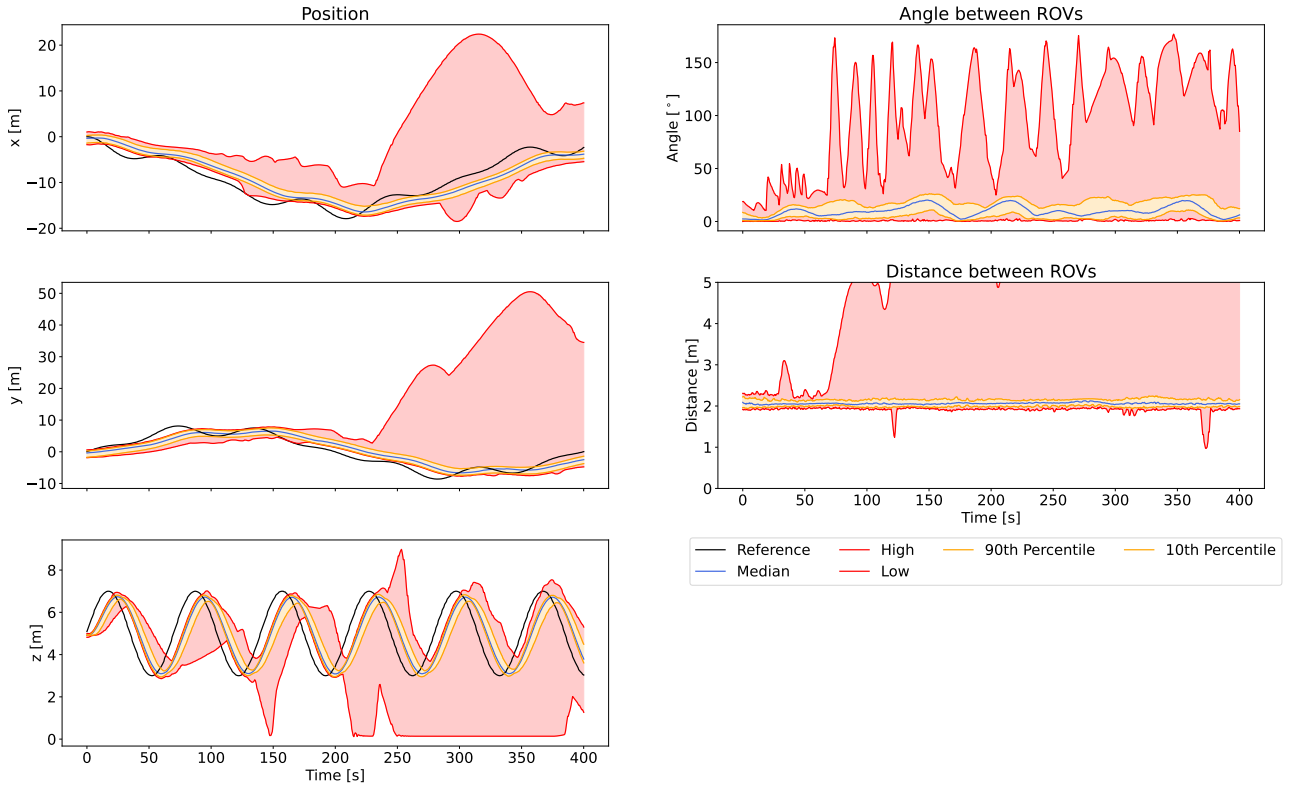 Position
20
10
0
−10
−20
x [m]
50
40
30
20
10
0
−10
y [m]
8
6
4
2
0
z [m]
0 50 100 150 200 250 300 350 400
Time [s]
Angle between ROVs
150
100
50
0
Angle [°]
Distance between ROVs
5
4
3
2
1
0
Distance [m]
0 50 100 150 200 250 300 350 400
Time [s]
Reference High 90th Percentile 10th Percentile
Median Low